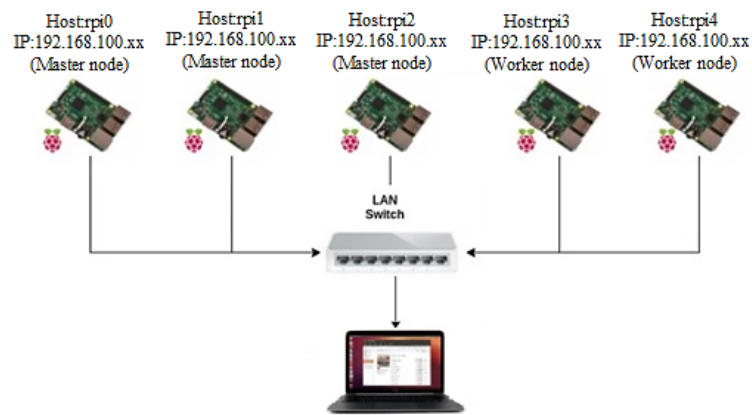 Host:rpi0
IP:192.168.100.xx
(Master node)
Host:rpi1
IP:192.168.100.xx
(Master node)
Host:rpi2
IP:192.168.100.xx
(Master node)
Host:rpi3
IP:192.168.100.xx
(Worker node)
Host:rpi4
IP:192.168.100.xx
(Worker node)
LAN
Switch